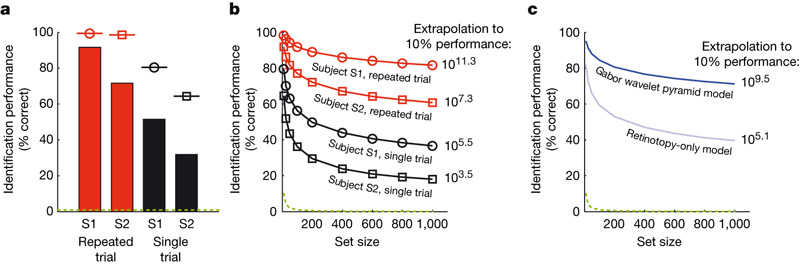 a
Identification performance
(% correct)
100
80
60
40
20
0
S1 S2 S1 S2
Repeated trial
Single trial
b
Identification performance
(% correct)
100
80
60
40
20
0
200 400 600 800 1,000
Set size
Extrapolation to
10% performance:
Subject S1, repeated trial
10^11.3
Subject S2, repeated trial
10^7.3
Subject S1, single trial
10^5.5
Subject S2, single trial
10^3.5
c
Identification performance
(% correct)
100
80
60
40
20
0
200 400 600 800 1,000
Set size
Extrapolation to
10% performance:
Gabor wavelet pyramid model
10^9.5
Retinotopy-only model
10^5.1